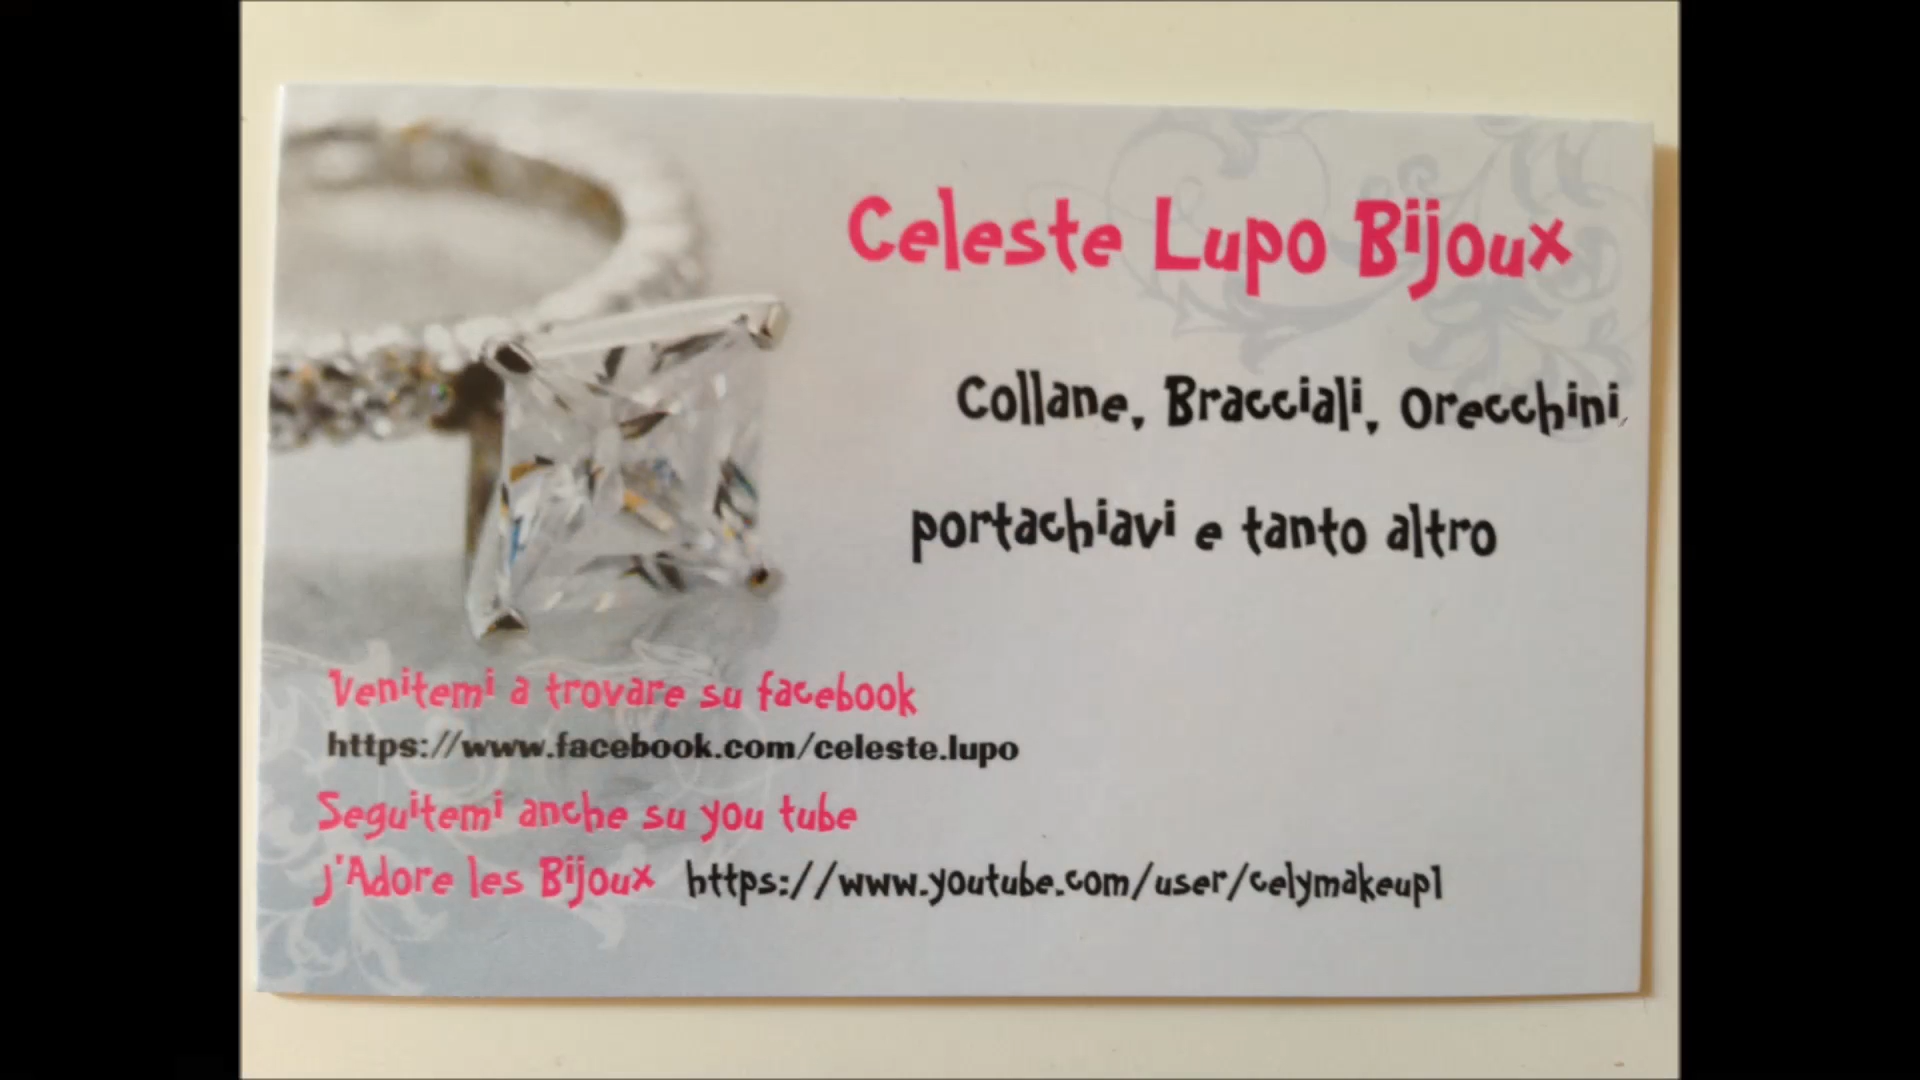 Celeste Lupo Bijoux
Collane, Bracciali, Orecchini,
portachiavi e tanto altro
Venitemi a trovare su facebook
https://www.facebook.com/celeste.lupo
Seguitemi anche su you tube
j'Adore les Bijoux https://www.youtube.com/user/celymakeup1